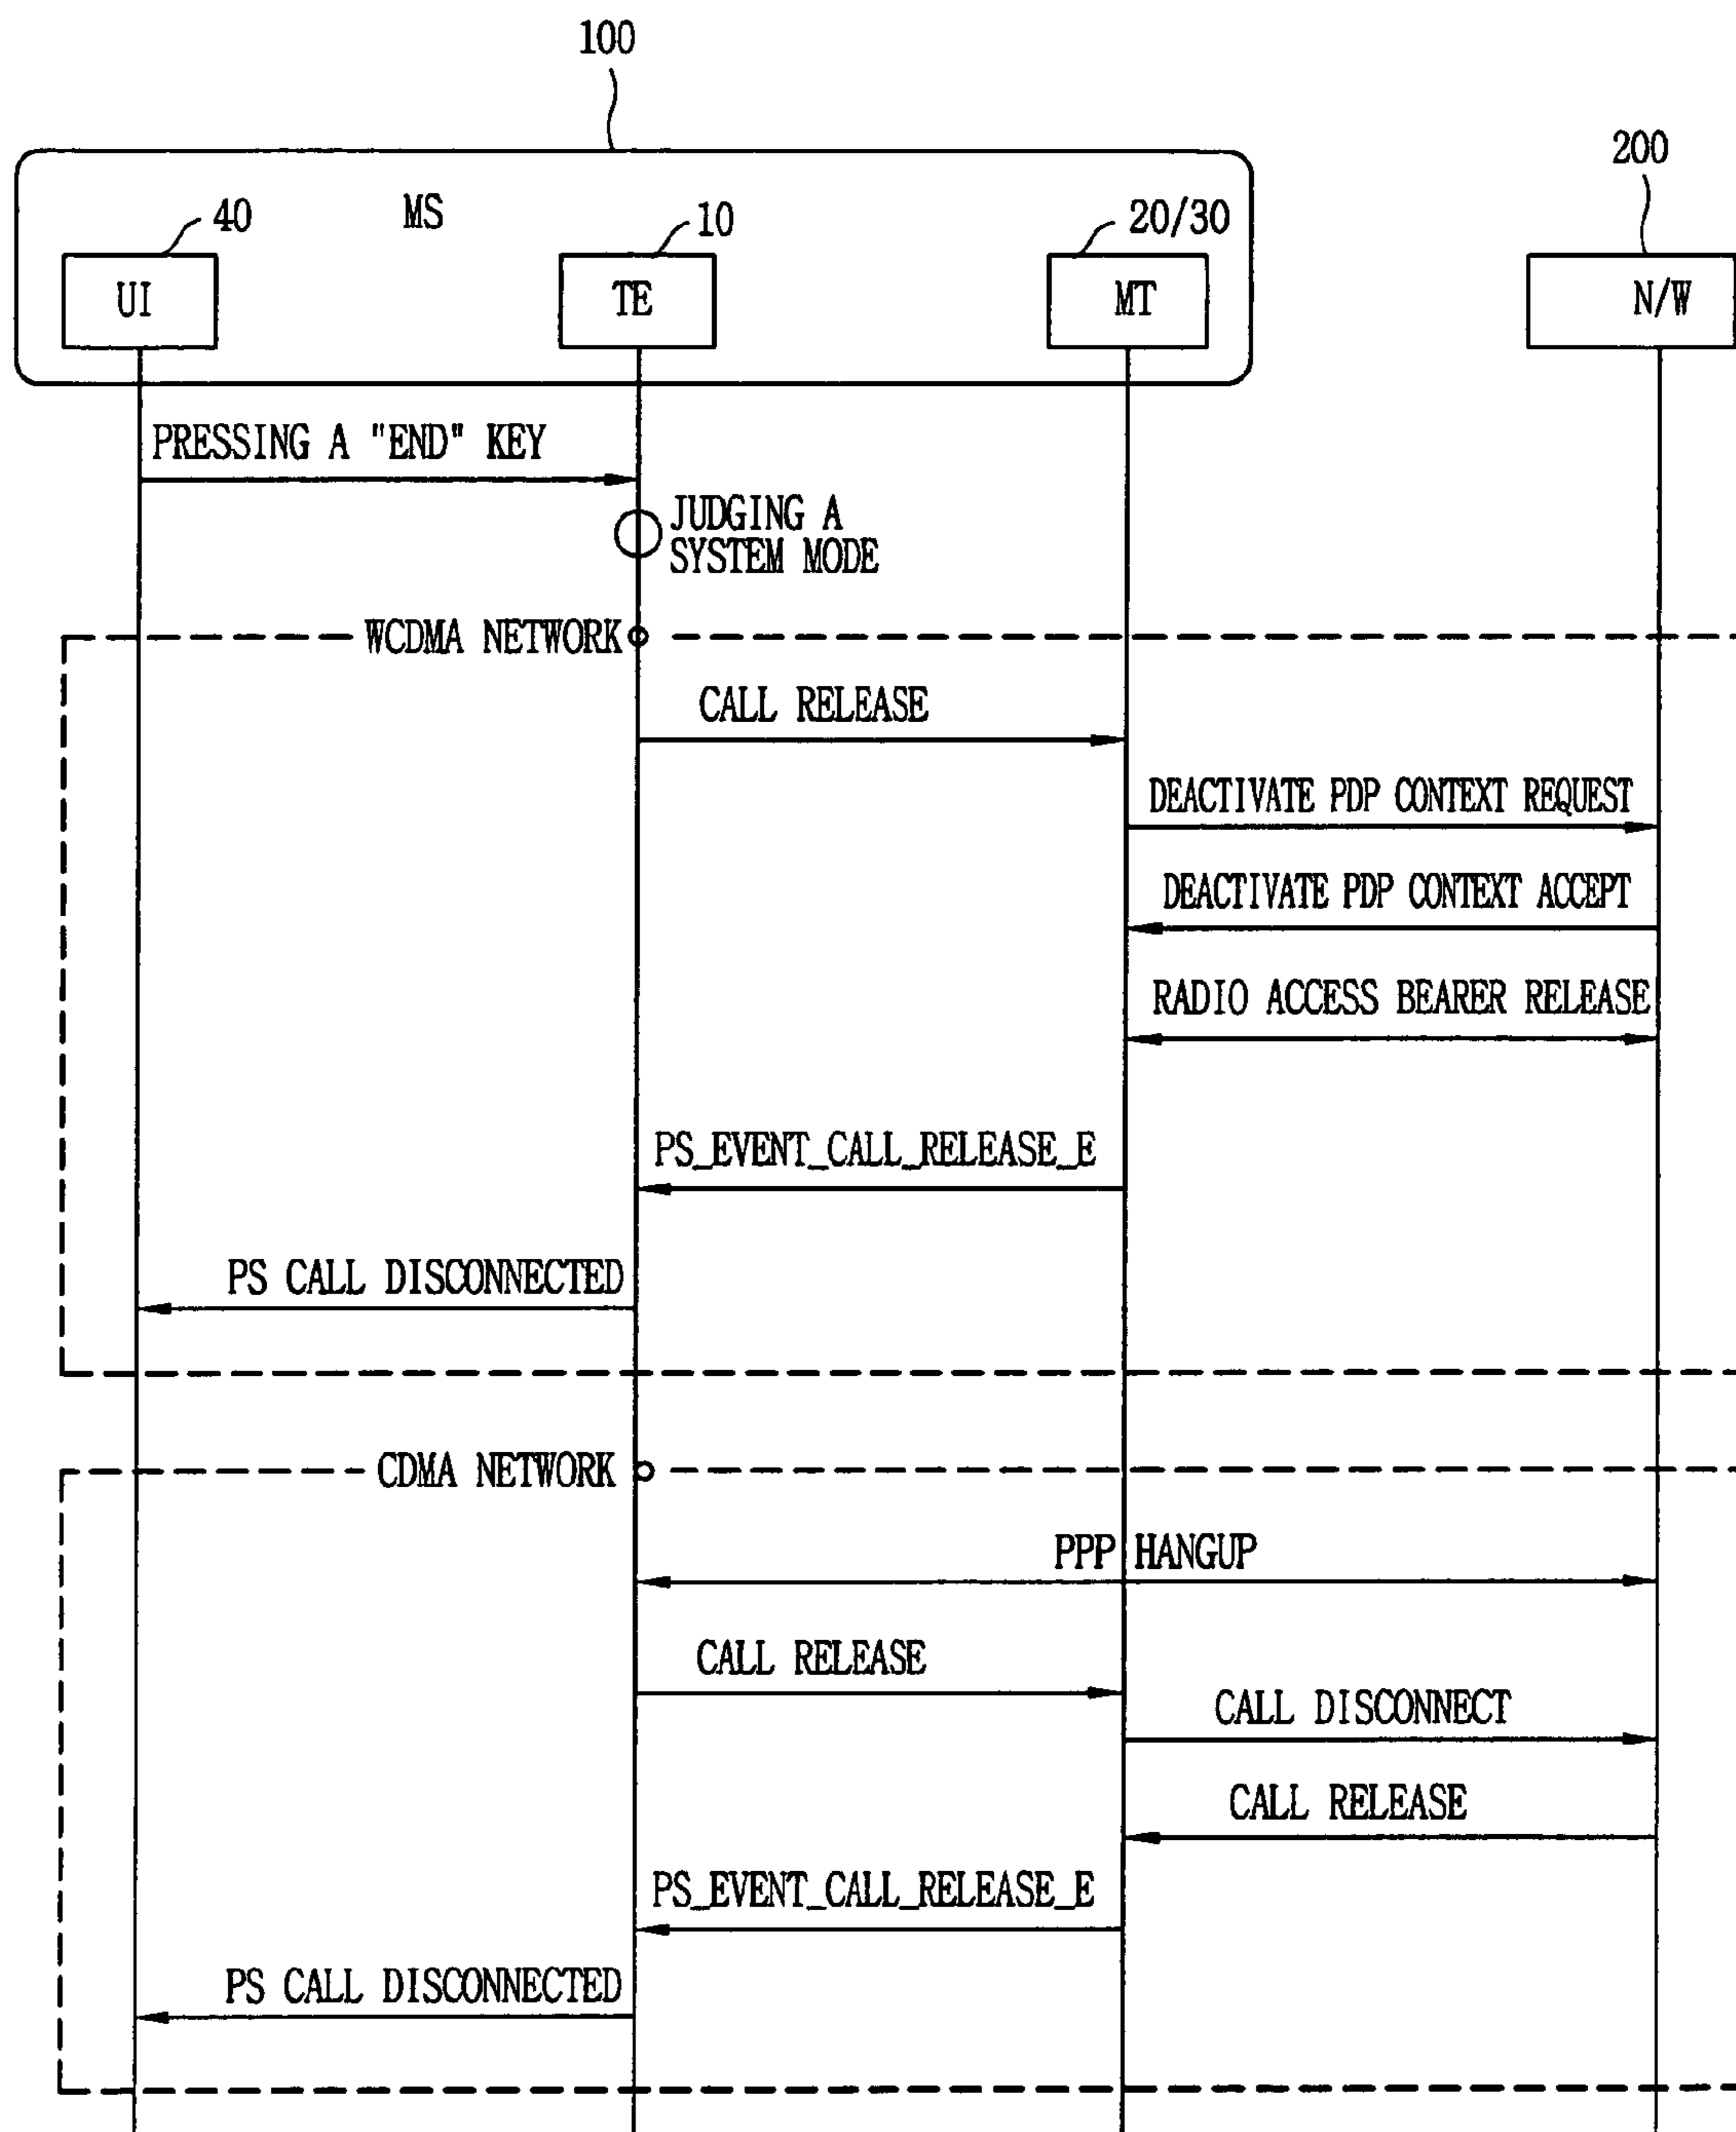 100
200
MS
40
10
20/30
UI
TE
MT
N/W
PRESSING A "END" KEY
JUDGING A
SYSTEM MODE
WCDMA NETWORK
CALL RELEASE
DEACTIVATE PDP CONTEXT REQUEST
DEACTIVATE PDP CONTEXT ACCEPT
RADIO ACCESS BEARER RELEASE
PS_EVENT_CALL_RELEASE_E
PS CALL DISCONNECTED
CDMA NETWORK
PPP HANGUP
CALL RELEASE
CALL DISCONNECT
CALL RELEASE
PS_EVENT_CALL_RELEASE_E
PS CALL DISCONNECTED